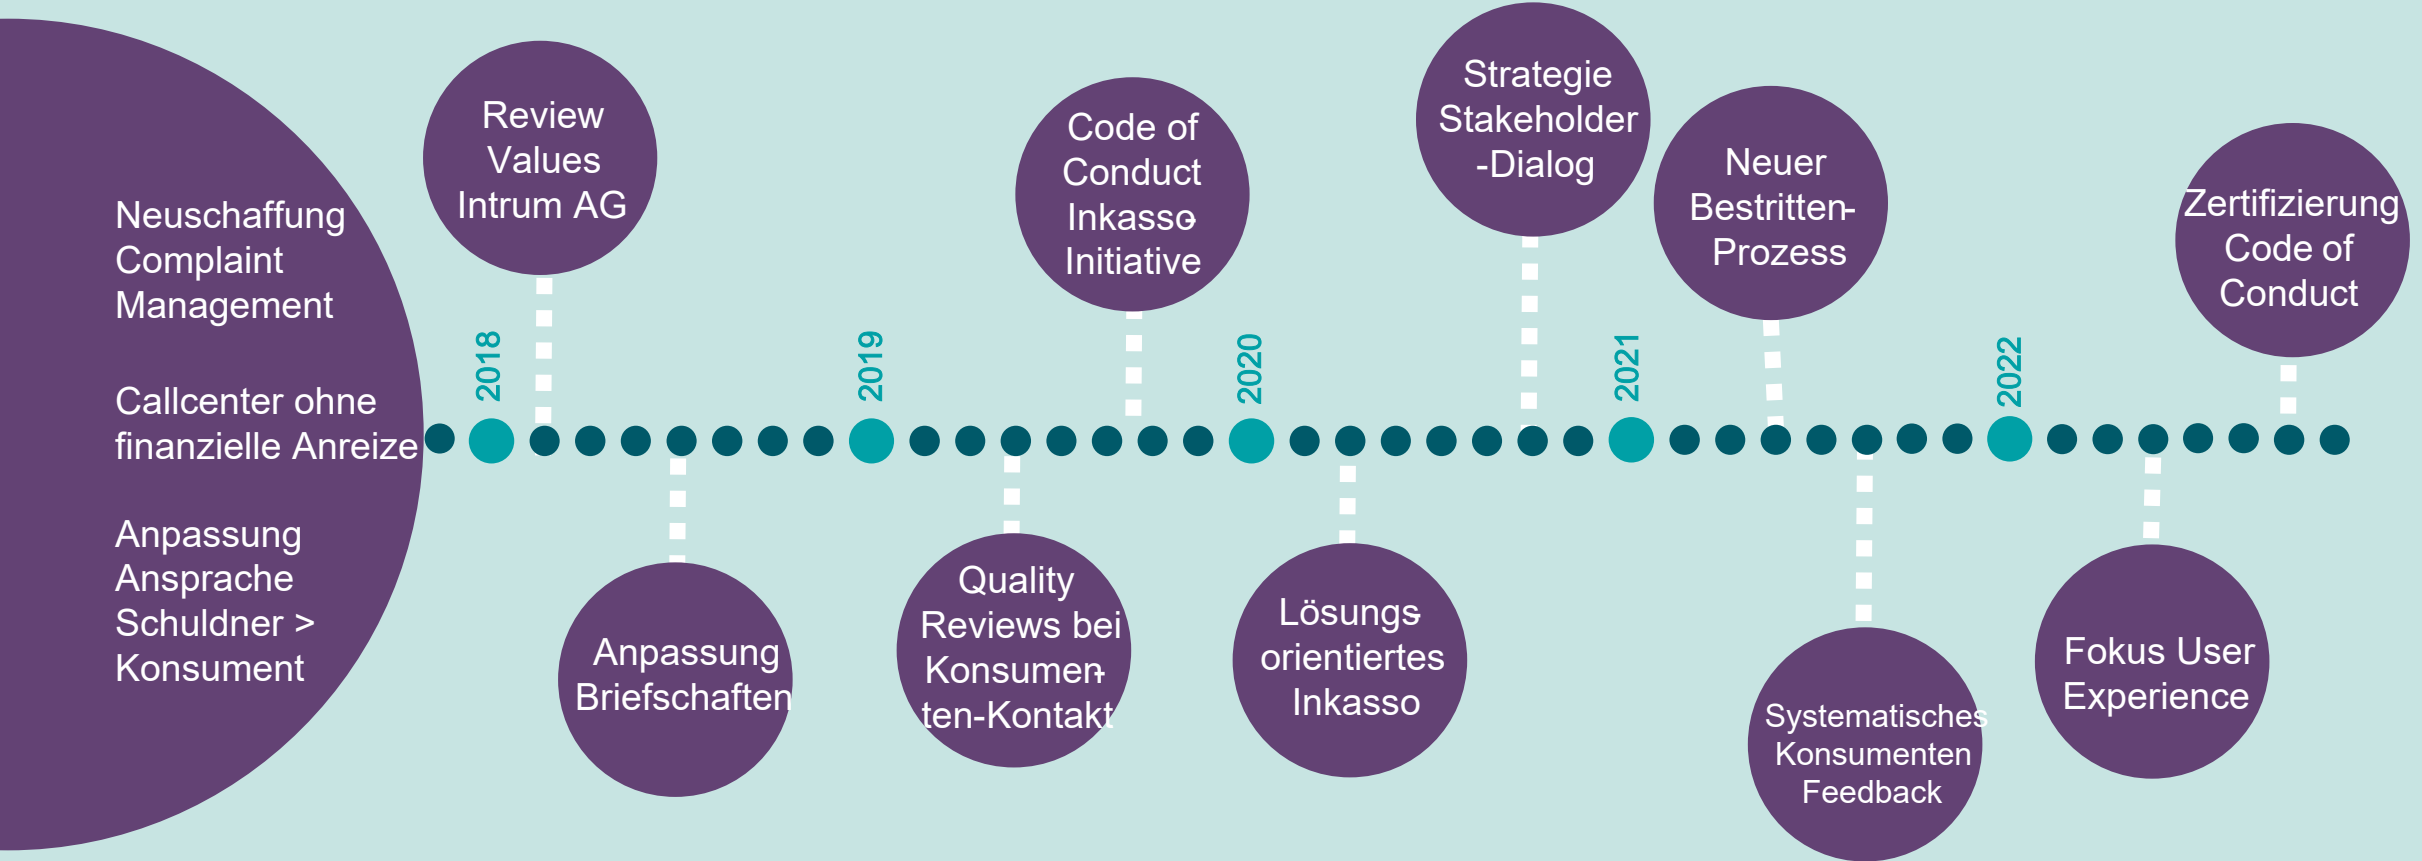 Neuschaffung
Complaint
Management
Callcenter ohne
finanzielle Anreize
Anpassung
Ansprache
Schuldner >
Konsument
Review
Values
Intrum AG
2018
Anpassung
Briefschaften
2019
Quality
Reviews bei
Konsumen-
ten-Kontakt
Code of
Conduct
Inkasso-
Initiative
2020
Lösungs-
orientiertes
Inkasso
Strategie
Stakeholder
-Dialog
2021
Neuer
Bestritten-
Prozess
Systematisches
Konsumenten
Feedback
2022
Fokus User
Experience
Zertifizierung
Code of
Conduct